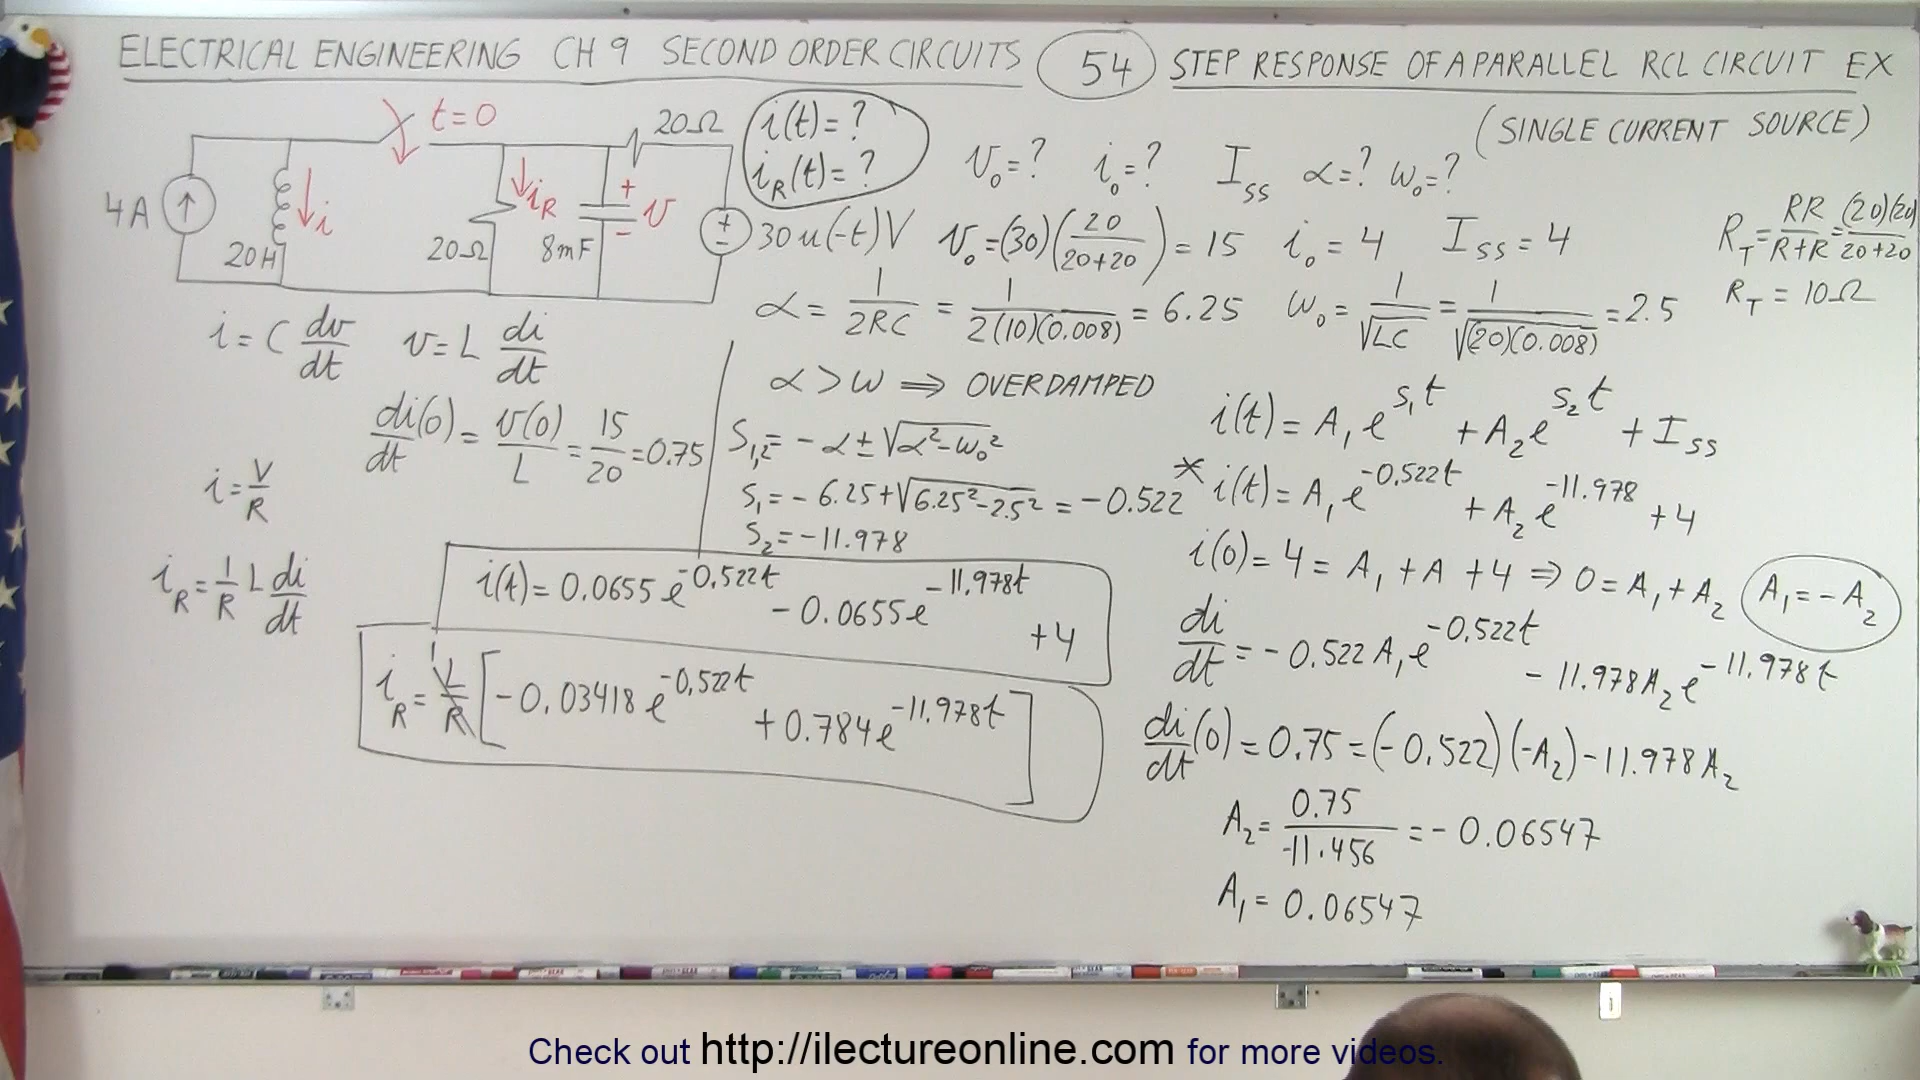 ELECTRICAL ENGINEERING CH 9 SECOND ORDER CIRCUITS 54 STEP RESPONSE OF A PARALLEL RCL CIRCUIT EX
(SINGLE CURRENT SOURCE)
t=0
20Ω
4A
i
20H
iR
20Ω
8mF
+
v
−
+
−
30u(-t)V
i(t)=?
iR(t)=?
v₀=? i₀=? Iss α=? ω₀=?
v₀=(30)(20/(20+20))=15 i₀=4 Iss=4
RT=RR/(R+R)=(20)(20)/(20+20)
RT=10Ω
α=1/(2RC)=1/(2(10)(0.008))=6.25 ω₀=1/√LC=1/√(20)(0.008)=2.5
i=C dv/dt v=L di/dt
di(0)/dt=v(0)/L=15/20=0.75
i=V/R
iR=1/R L di/dt
α>ω ⇒ OVERDAMPED
S₁,₂=-α±√α²-ω₀²
S₁=-6.25+√6.25²-2.5²=-0.522
S₂=-11.978
i(t)=0.0655e^-0.522t -0.0655e^-11.978t +4
iR=L/R[-0.03418e^-0.522t +0.784e^-11.978t]
1
i(t)=A₁e^S₁t +A₂e^S₂t +Iss
*i(t)=A₁e^-0.522t +A₂e^-11.978 +4
i(0)=4=A₁+A+4 ⇒ 0=A₁+A₂ A₁=-A₂
di/dt=-0.522A₁e^-0.522t -11.978A₂e^-11.978t
di/dt(0)=0.75=(-0.522)(-A₂)-11.978A₂
A₂=0.75/-11.456=-0.06547
A₁=0.06547
Check out http://ilectureonline.com for more videos.